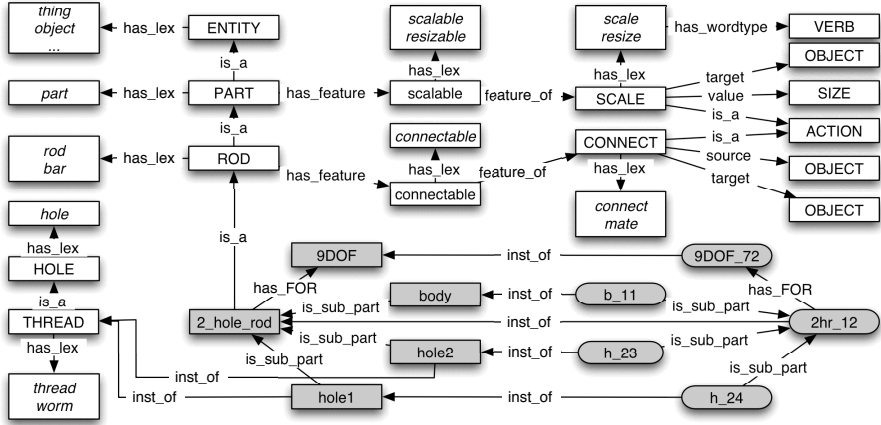 thing
object
...
has_lex
ENTITY
scalable
resizable
scale
resize
has_wordtype
VERB
is_a
has_lex
has_lex
target
OBJECT
part
has_lex
PART
has_feature
scalable
feature_of
SCALE
value
SIZE
is_a
is_a
connectable
is_a
ACTION
rod
bar
has_lex
ROD
has_lex
CONNECT
source
OBJECT
has_feature
feature_of
has_lex
target
connectable
OBJECT
hole
connect
mate
has_lex
is_a
HOLE
9DOF
inst_of
9DOF_72
is_a
has_FOR
has_FOR
body
inst_of
b_11
is_sub_part
is_sub_part
THREAD
2_hole_rod
inst_of
2hr_12
has_lex
is_sub_part
is_sub_part
hole2
inst_of
h_23
is_sub_part
is_sub_part
thread
worm
inst_of
inst_of
hole1
inst_of
h_24